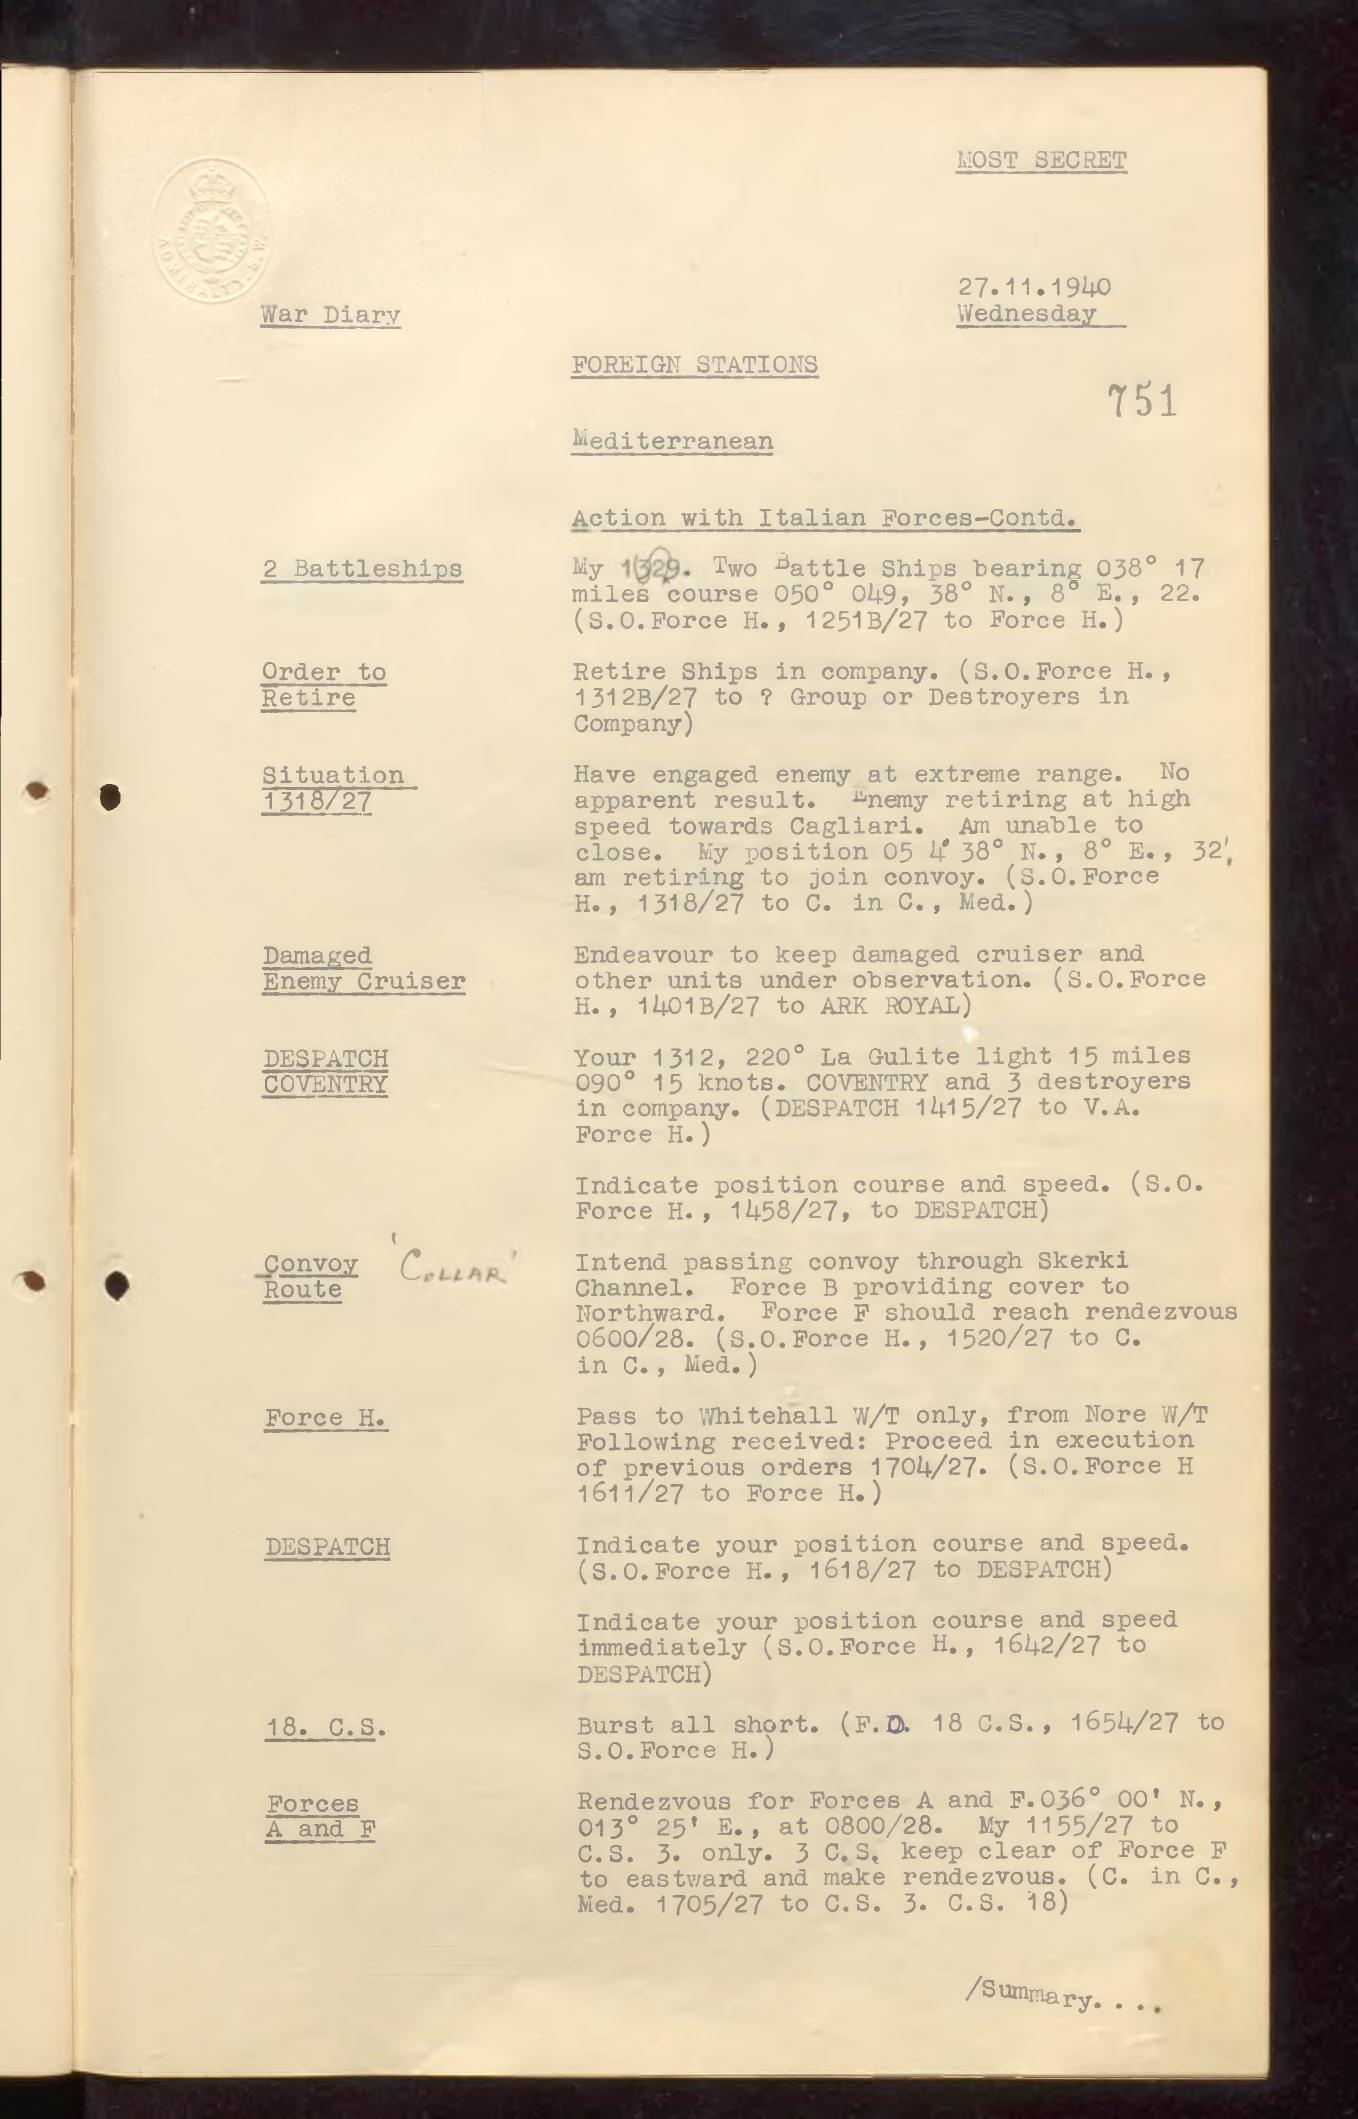 MOST SECRET
ADMIRALTY. S.W.
27.11.1940
War Diary
Wednesday
FOREIGN STATIONS
751
Mediterranean
Action with Italian Forces-Contd.
2 Battleships
My 1329. Two Battle Ships bearing 038° 17
miles course 050° 049, 38° N., 8° E., 22.
(S.O.Force H., 1251B/27 to Force H.)
Order to
Retire
Retire Ships in company. (S.O.Force H.,
1312B/27 to ? Group or Destroyers in
Company)
Situation
1318/27
Have engaged enemy at extreme range. No
apparent result. Enemy retiring at high
speed towards Cagliari. Am unable to
close. My position 05 4' 38° N., 8° E., 32',
am retiring to join convoy. (S.O.Force
H., 1318/27 to C. in C., Med.)
Damaged
Enemy Cruiser
Endeavour to keep damaged cruiser and
other units under observation. (S.O.Force
H., 1401B/27 to ARK ROYAL)
DESPATCH
COVENTRY
Your 1312, 220° La Gulite light 15 miles
090° 15 knots. COVENTRY and 3 destroyers
in company. (DESPATCH 1415/27 to V.A.
Force H.)
Indicate position course and speed. (S.O.
Force H., 1458/27, to DESPATCH)
Convoy 'COLLAR'
Route
Intend passing convoy through Skerki
Channel. Force B providing cover to
Northward. Force F should reach rendezvous
0600/28. (S.O.Force H., 1520/27 to C.
in C., Med.)
Force H.
Pass to Whitehall W/T only, from Nore W/T
Following received: Proceed in execution
of previous orders 1704/27. (S.O.Force H
1611/27 to Force H.)
DESPATCH
Indicate your position course and speed.
(S.O.Force H., 1618/27 to DESPATCH)
Indicate your position course and speed
immediately (S.O.Force H., 1642/27 to
DESPATCH)
18. C.S.
Burst all short. (F.O. 18 C.S., 1654/27 to
S.O.Force H.)
Forces
A and F
Rendezvous for Forces A and F.036° 00' N.,
013° 25' E., at 0800/28. My 1155/27 to
C.S. 3. only. 3 C.S. keep clear of Force F
to eastward and make rendezvous. (C. in C.,
Med. 1705/27 to C.S. 3. C.S. 18)
/Summary....